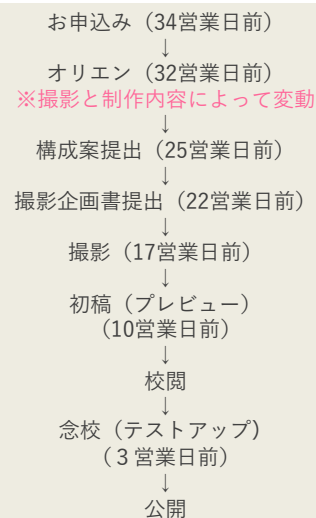 お申込み（34営業日前）
↓
オリエン（32営業日前）
※撮影と制作内容によって変動
↓
構成案提出（25営業日前）
↓
撮影企画書提出（22営業日前）
↓
撮影（17営業日前）
↓
初稿（プレビュー）
（10営業日前）
↓
校閲
↓
念校（テストアップ)
（３営業日前）
↓
公開